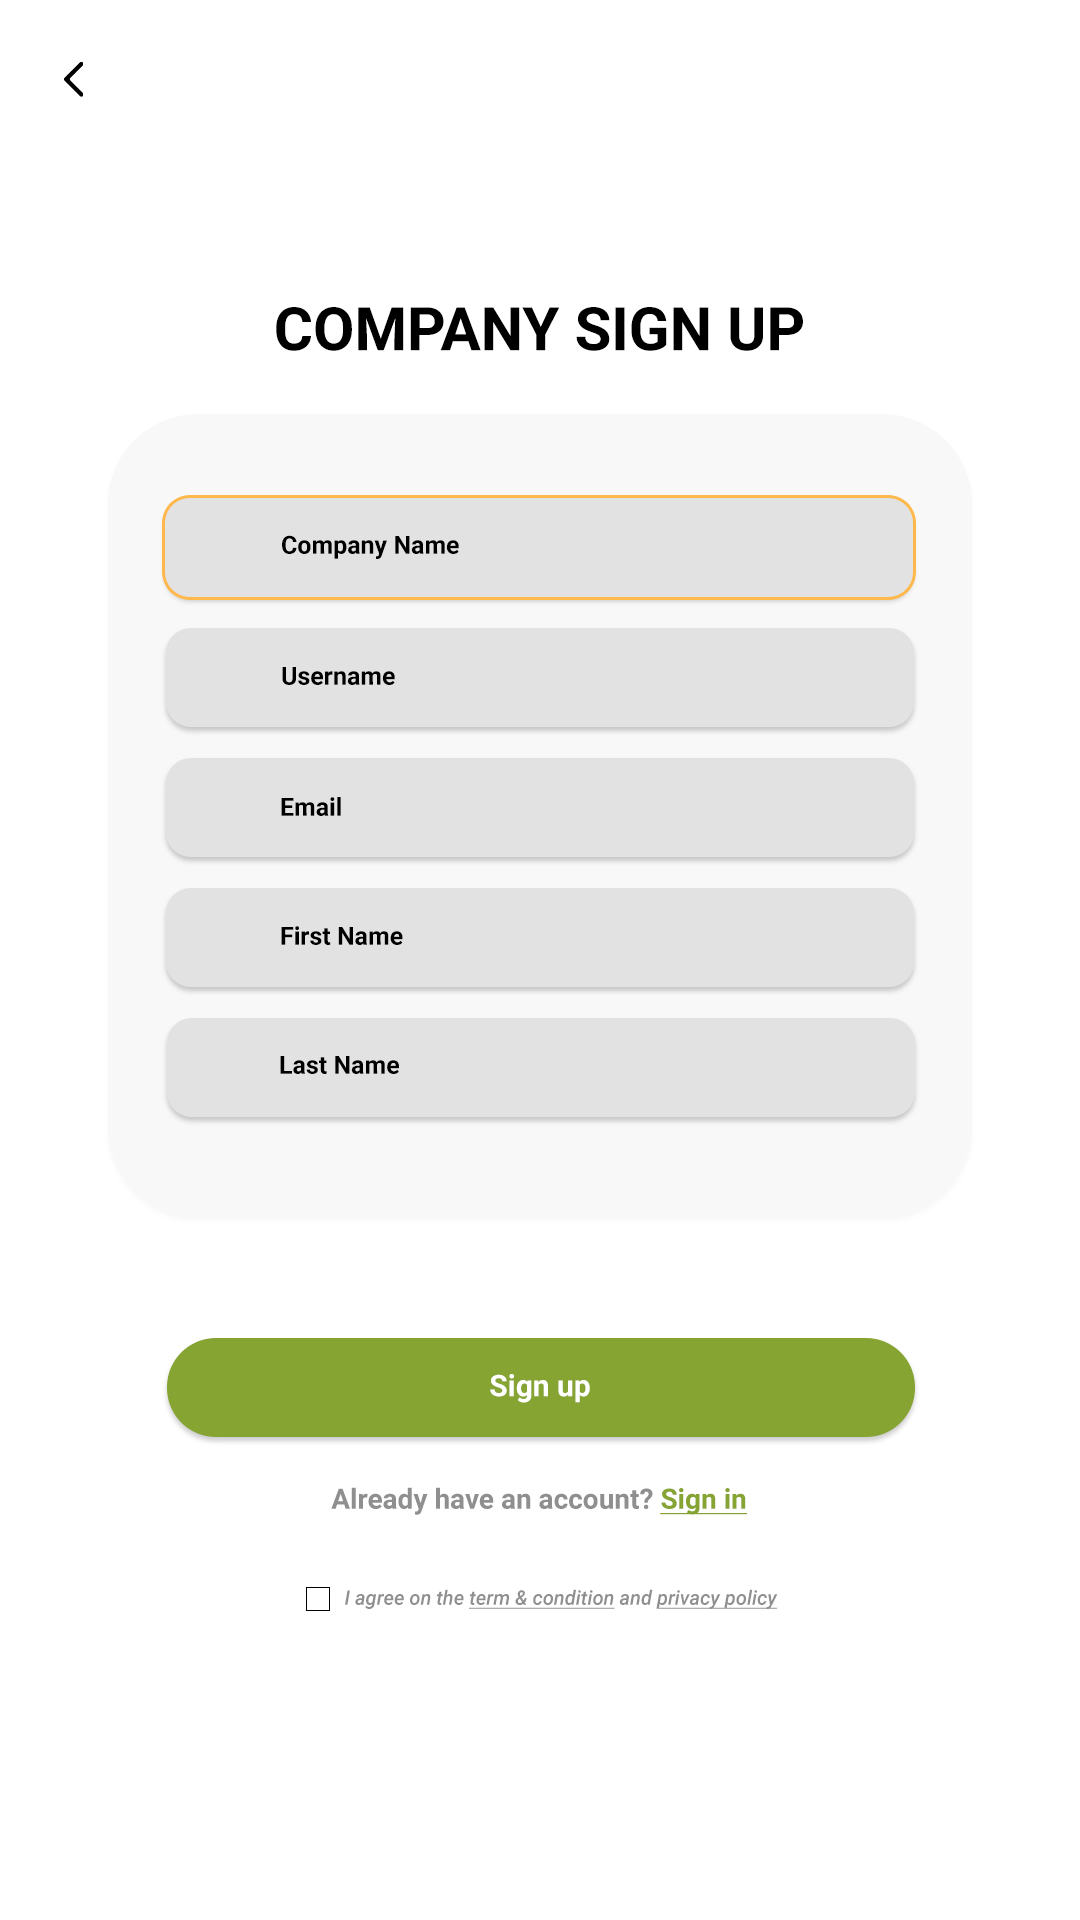 COMPANY SIGN UP
Company Name
Username
Email
First Name
Last Name
Sign up
Already have an account? Sign in
I agree on the term & condition and privacy policy